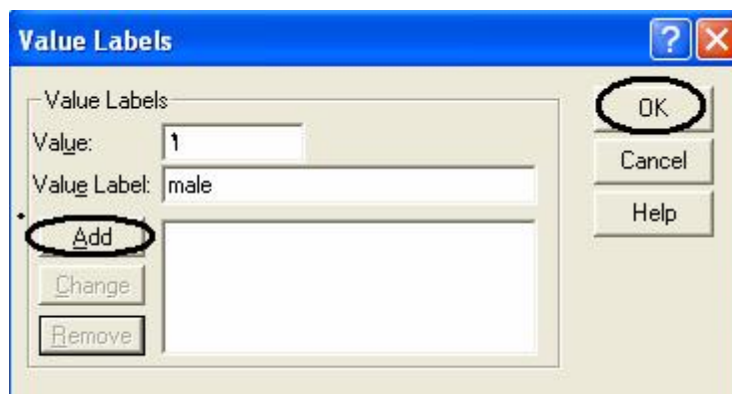 Value Labels
Value Labels
Value: 1
Value Label: male
Add
Change
Remove
OK
Cancel
Help